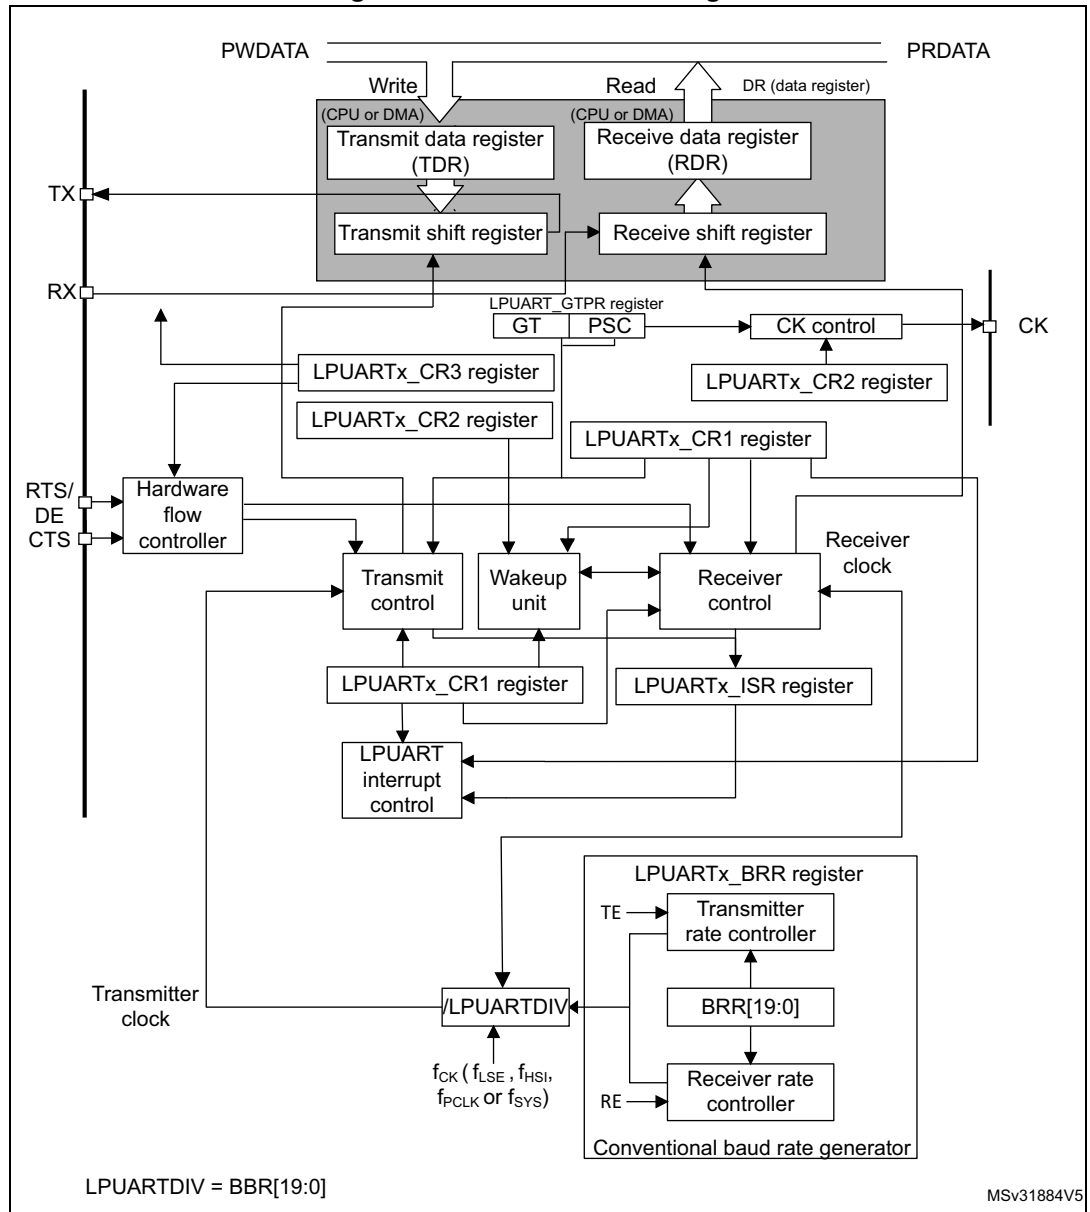 PWDATA
PRDATA
Write
Read
DR (data register)
(CPU or DMA)
(CPU or DMA)
Transmit data register
(TDR)
Receive data register
(RDR)
TX
Transmit shift register
Receive shift register
RX
LPUART_GTPR register
GT
PSC
CK control
CK
LPUARTx_CR3 register
LPUARTx_CR2 register
LPUARTx_CR2 register
LPUARTx_CR1 register
RTS/
DE
CTS
Hardware
flow
controller
Receiver
clock
Transmit
control
Wakeup
unit
Receiver
control
LPUARTx_CR1 register
LPUARTx_ISR register
LPUART
interrupt
control
LPUARTx_BRR register
TE
Transmitter
rate controller
Transmitter
clock
/LPUARTDIV
BRR[19:0]
fCK ( fLSE , fHSI,
fPCLK or fSYS)
RE
Receiver rate
controller
Conventional baud rate generator
LPUARTDIV = BBR[19:0]
MSv31884V5